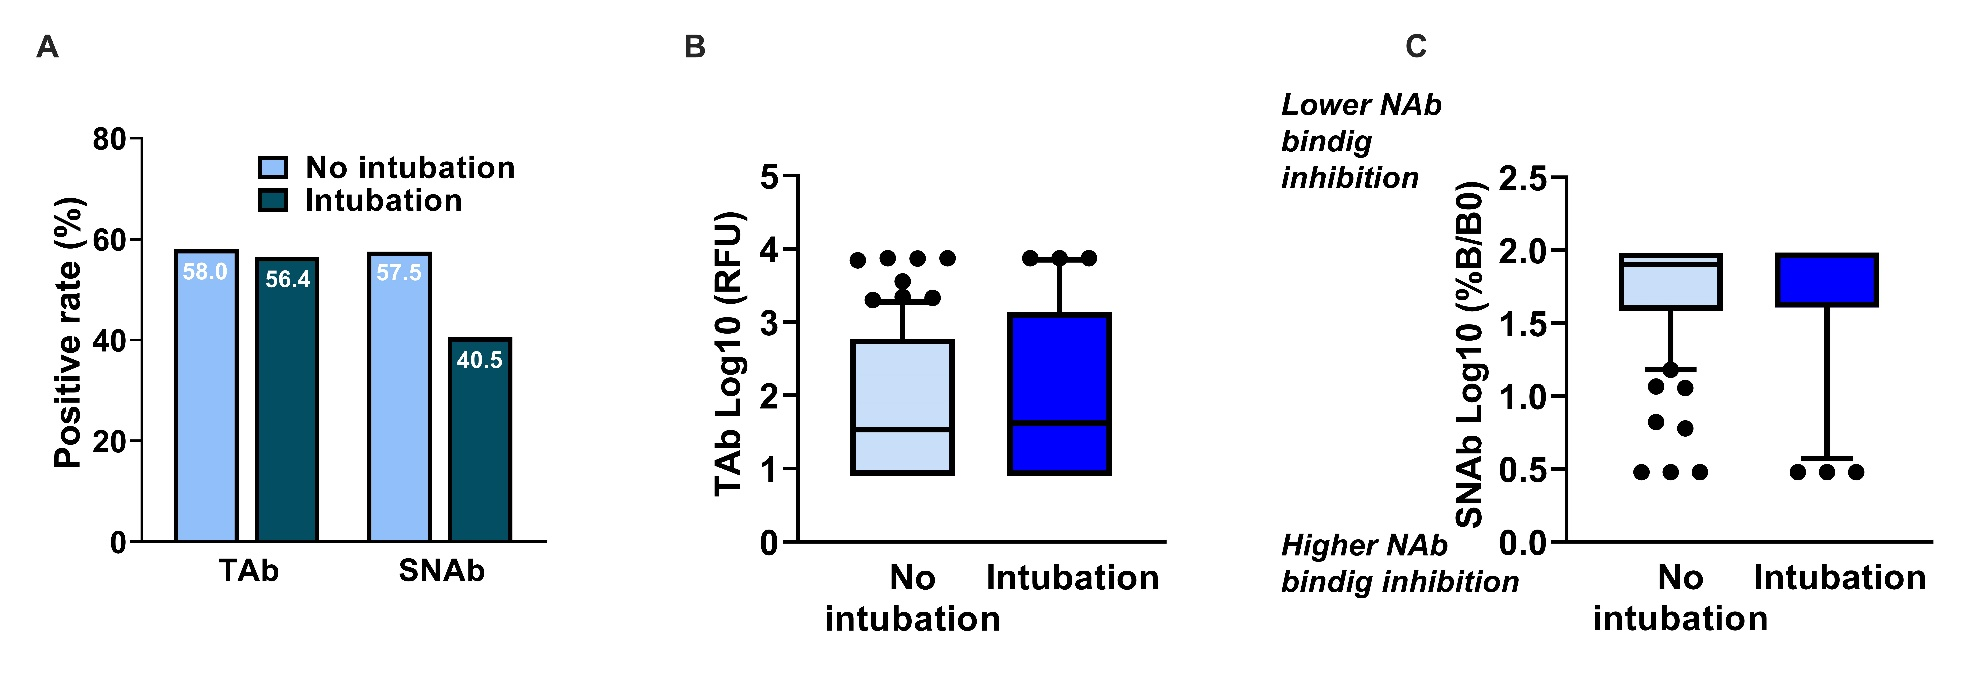 A
Positive rate (%)
80
60
40
20
0
No intubation
Intubation
58.0
56.4
57.5
40.5
TAb
SNAb
B
TAb Log10 (RFU)
5
4
3
2
1
0
No
intubation
Intubation
C
Lower NAb
bindig
inhibition
Higher NAb
bindig inhibition
SNAb Log10 (%B/B0)
2.5
2.0
1.5
1.0
0.5
0.0
No
intubation
Intubation